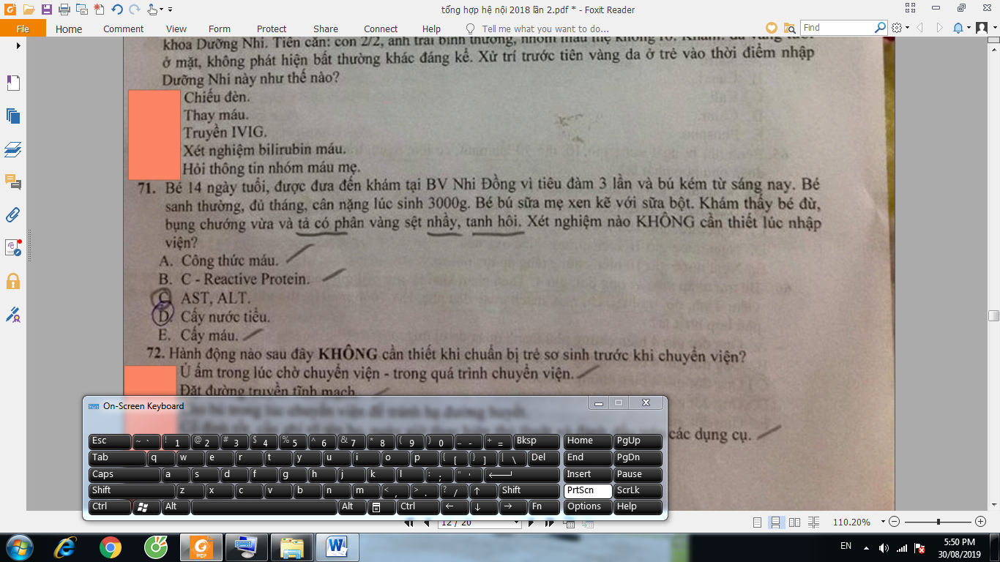 tổng hợp hệ nội 2018 lần 2.pdf * - Foxit Reader
File Home Comment View Form Protect Share Connect Help Tell me what you want to do... Find
khoa Dưỡng Nhi. Tiền căn: con 2/2, anh trai bình thường, nhóm máu mẹ không rõ. Khám: da vàng
ở mặt, không phát hiện bất thường khác đáng kể. Xử trí trước tiên vàng da ở trẻ vào thời điểm nhập
Dưỡng Nhi này như thế nào?
Chiếu đèn.
Thay máu.
Truyền IVIG.
Xét nghiệm bilirubin máu.
Hỏi thông tin nhóm máu mẹ.
71. Bé 14 ngày tuổi, được đưa đến khám tại BV Nhi Đồng vì tiêu đàm 3 lần và bú kém từ sáng nay. Bé
sanh thường, đủ tháng, cân nặng lúc sinh 3000g. Bé bú sữa mẹ xen kẽ với sữa bột. Khám thấy bé đừ,
bụng chướng vừa và tả có phân vàng sệt nhầy, tanh hôi. Xét nghiệm nào KHÔNG cần thiết lúc nhập
viện?
A. Công thức máu.
B. C - Reactive Protein.
C. AST, ALT.
D. Cấy nước tiểu.
E. Cấy máu.
72. Hành động nào sau đây KHÔNG cần thiết khi chuẩn bị trẻ sơ sinh trước khi chuyển viện?
Ủ ấm trong lúc chờ chuyển viện - trong quá trình chuyển viện.
Đặt đường truyền tĩnh mạch.
các dụng cụ.
On-Screen Keyboard
Esc ~ ` ! 1 @ 2 # 3 $ 4 % 5 ^ 6 & 7 * 8 ( 9 ) 0 _ - + = Bksp Home PgUp
Tab q w e r t y u i o p { [ } ] | \ Del End PgDn
Caps a s d f g h j k l : ; " ' Insert Pause
Shift z x c v b n m < , > . ? / ↑ Shift PrtScn ScrLk
Ctrl Alt Alt Ctrl ← ↓ → Fn Options Help
12 / 20 110.20%
EN 5:50 PM
30/08/2019